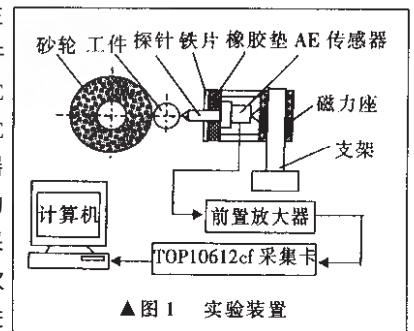 砂轮 工件 探针 铁片 橡胶垫 AE 传感器
磁力座
支架
计算机
前置放大器
TOP10612cf 采集卡
▲图 1 实验装置